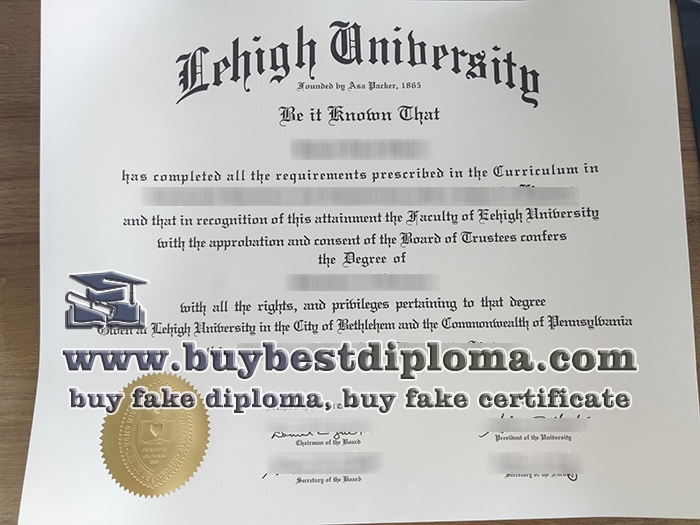 Lehigh University
Founded by Asa Packer, 1865
Be it Known That
has completed all the requirements prescribed in the Curriculum in
and that in recognition of this attainment the Faculty of Lehigh University
with the approbation and consent of the Board of Trustees confers
the Degree of
with all the rights, and privileges pertaining to that degree
Given at Lehigh University in the City of Bethlehem and the Commonwealth of Pennsylvania
www.buybestdiploma.com
buy fake diploma, buy fake certificate
Chairman of the Board
President of the University
Secretary of the Board
Secretary of the Faculty